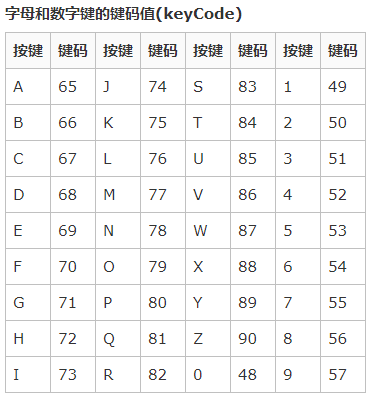 字母和数字键的键码值(keyCode)
按键 键码 按键 键码 按键 键码 按键 键码
A 65 J 74 S 83 1 49
B 66 K 75 T 84 2 50
C 67 L 76 U 85 3 51
D 68 M 77 V 86 4 52
E 69 N 78 W 87 5 53
F 70 O 79 X 88 6 54
G 71 P 80 Y 89 7 55
H 72 Q 81 Z 90 8 56
I 73 R 82 0 48 9 57